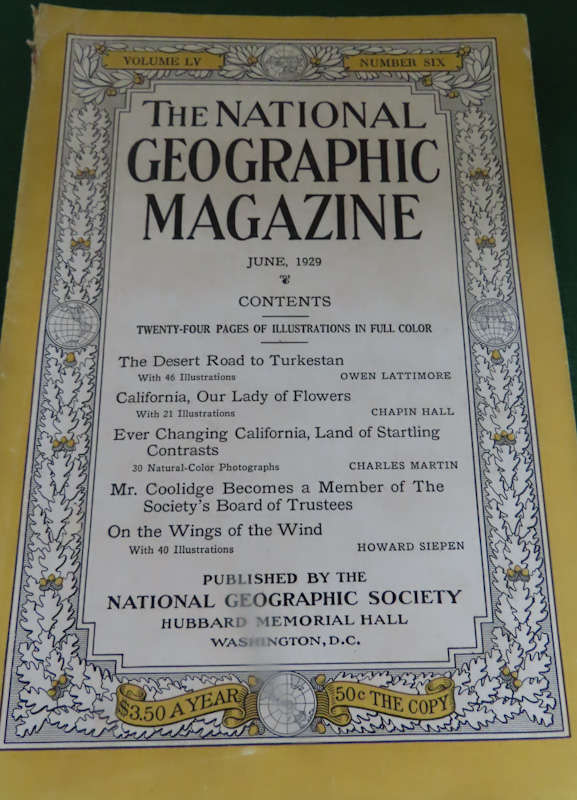 VOLUME LV NUMBER SIX
THE NATIONAL
GEOGRAPHIC
MAGAZINE
JUNE, 1929
CONTENTS
TWENTY-FOUR PAGES OF ILLUSTRATIONS IN FULL COLOR
The Desert Road to Turkestan
With 46 Illustrations OWEN LATTIMORE
California, Our Lady of Flowers
With 21 Illustrations CHAPIN HALL
Ever Changing California, Land of Startling
Contrasts
30 Natural-Color Photographs CHARLES MARTIN
Mr. Coolidge Becomes a Member of The
Society's Board of Trustees
On the Wings of the Wind
With 40 Illustrations HOWARD SIEPEN
PUBLISHED BY THE
NATIONAL GEOGRAPHIC SOCIETY
HUBBARD MEMORIAL HALL
WASHINGTON, D.C.
$3.50 A YEAR 50c THE COPY